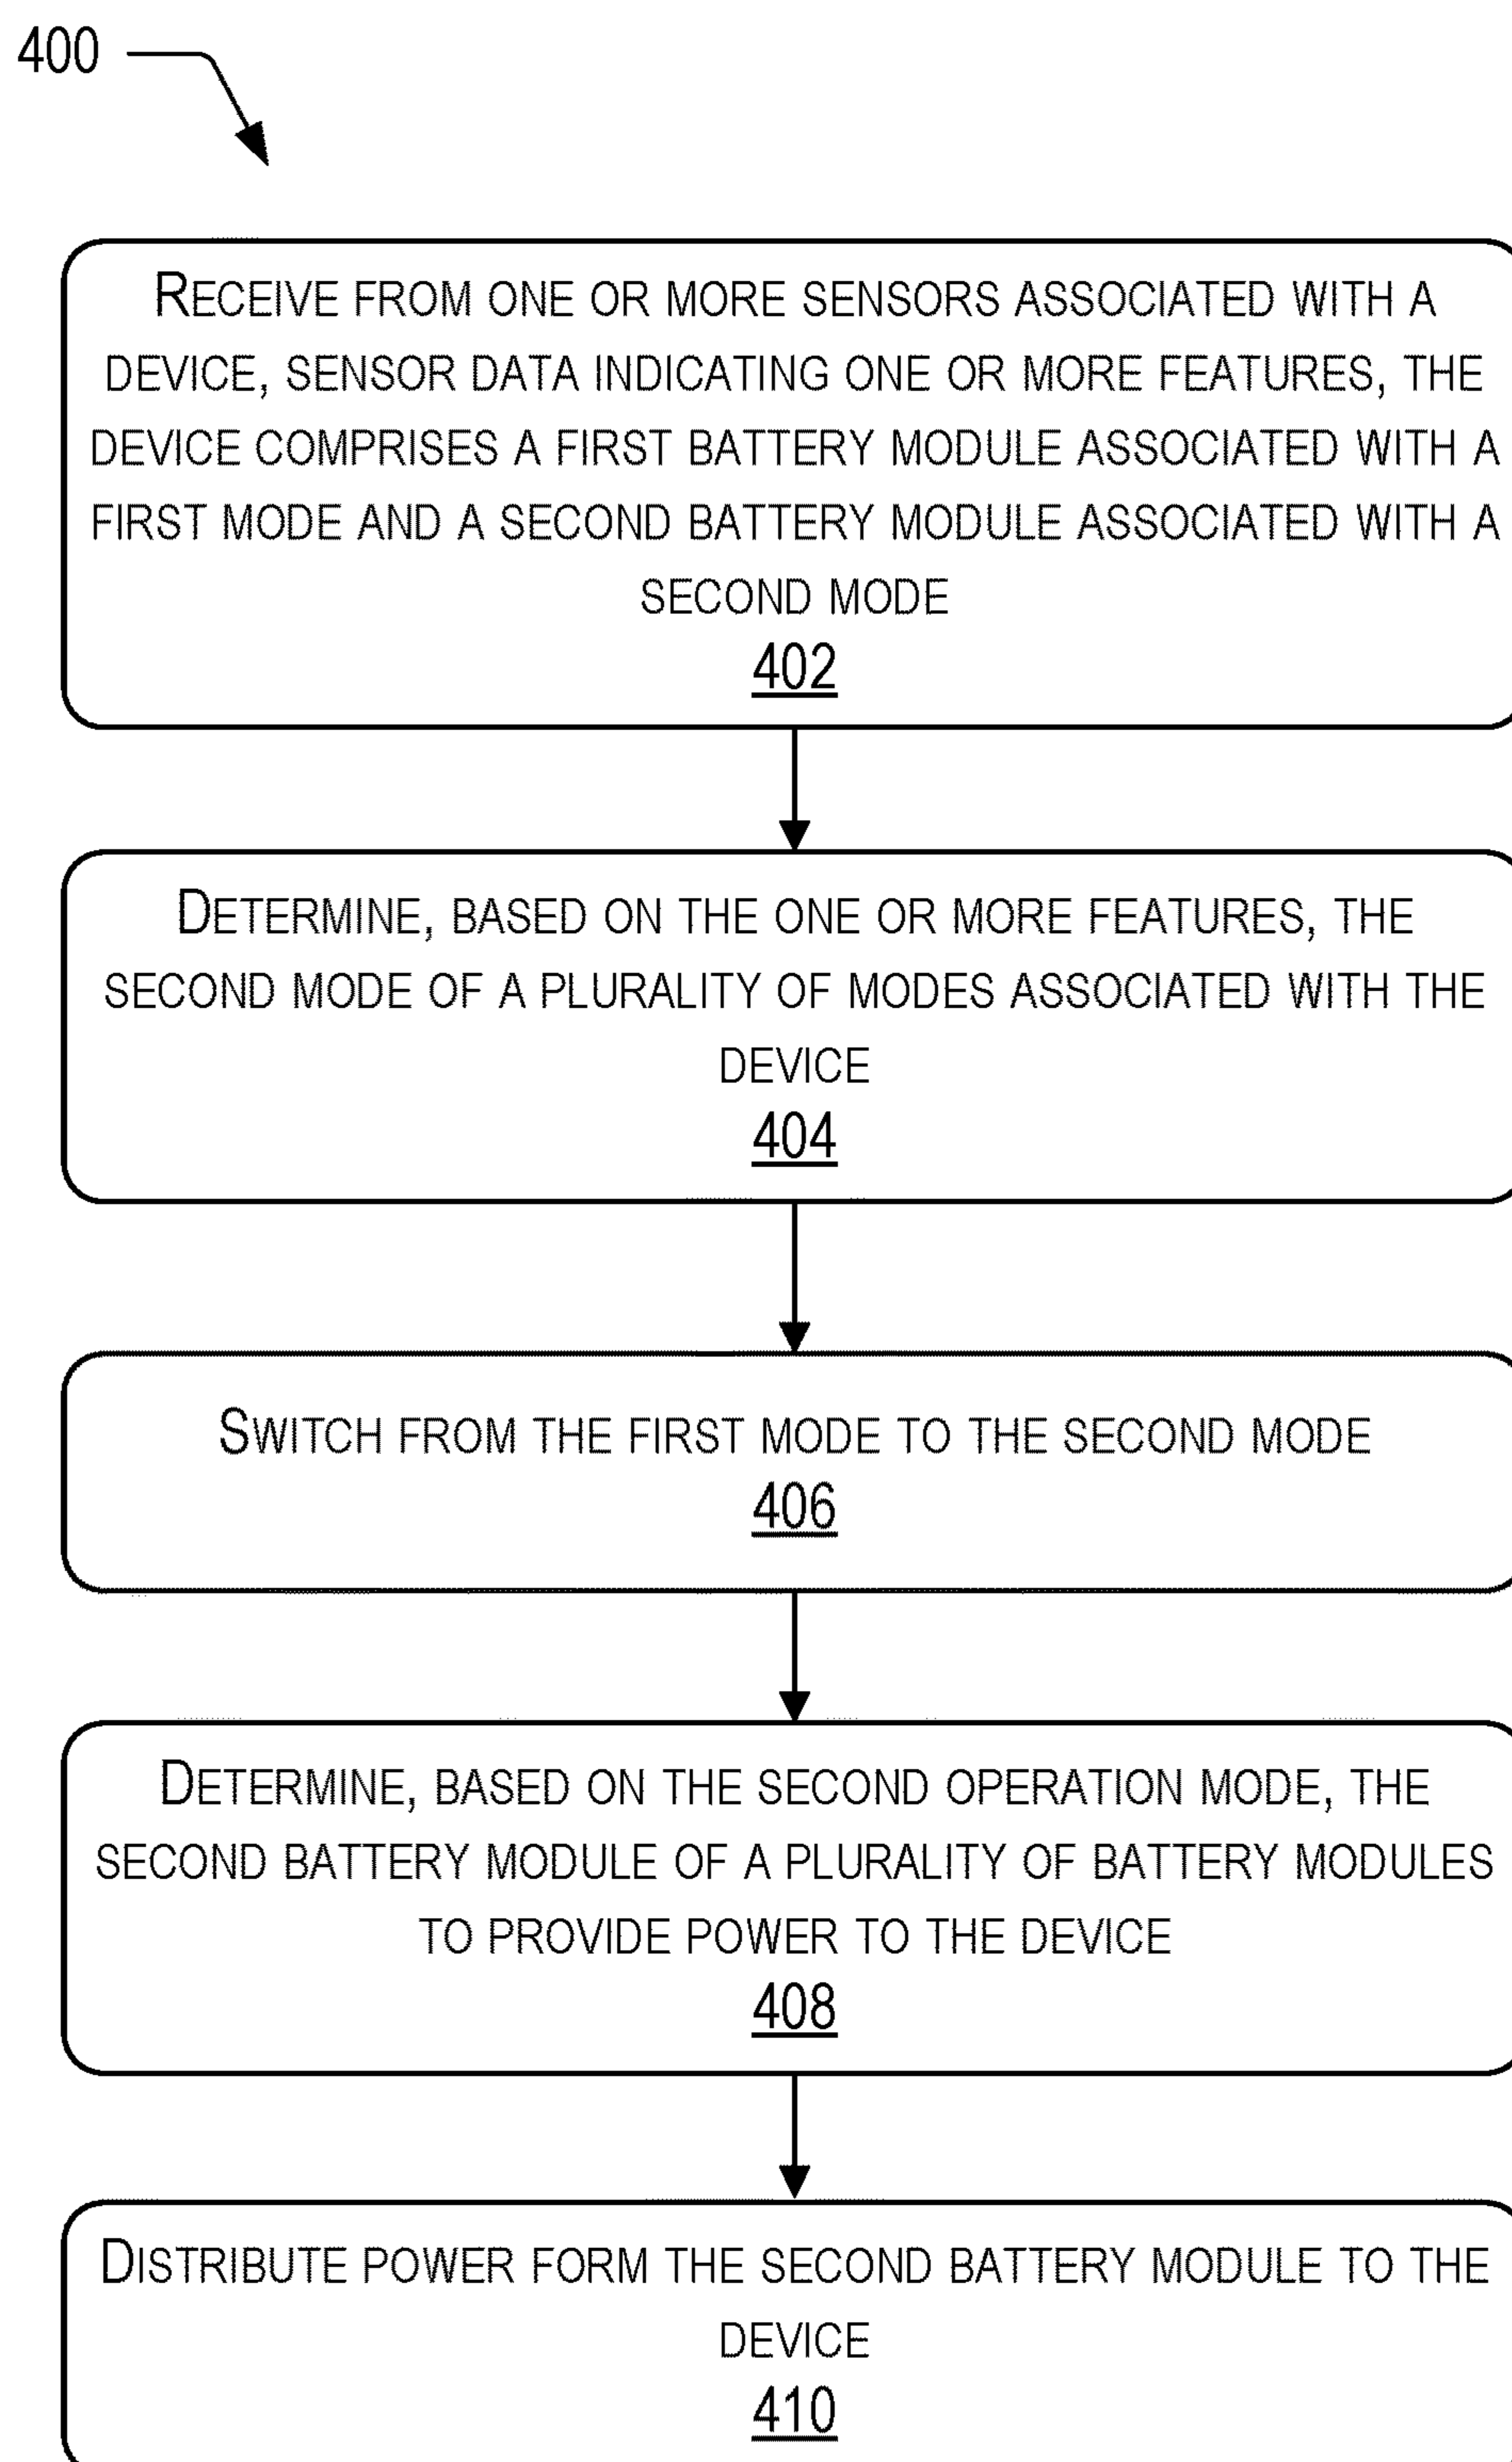 400
RECEIVE FROM ONE OR MORE SENSORS ASSOCIATED WITH A
DEVICE, SENSOR DATA INDICATING ONE OR MORE FEATURES, THE
DEVICE COMPRISES A FIRST BATTERY MODULE ASSOCIATED WITH A
FIRST MODE AND A SECOND BATTERY MODULE ASSOCIATED WITH A
SECOND MODE
402
DETERMINE, BASED ON THE ONE OR MORE FEATURES, THE
SECOND MODE OF A PLURALITY OF MODES ASSOCIATED WITH THE
DEVICE
404
SWITCH FROM THE FIRST MODE TO THE SECOND MODE
406
DETERMINE, BASED ON THE SECOND OPERATION MODE, THE
SECOND BATTERY MODULE OF A PLURALITY OF BATTERY MODULES
TO PROVIDE POWER TO THE DEVICE
408
DISTRIBUTE POWER FORM THE SECOND BATTERY MODULE TO THE
DEVICE
410